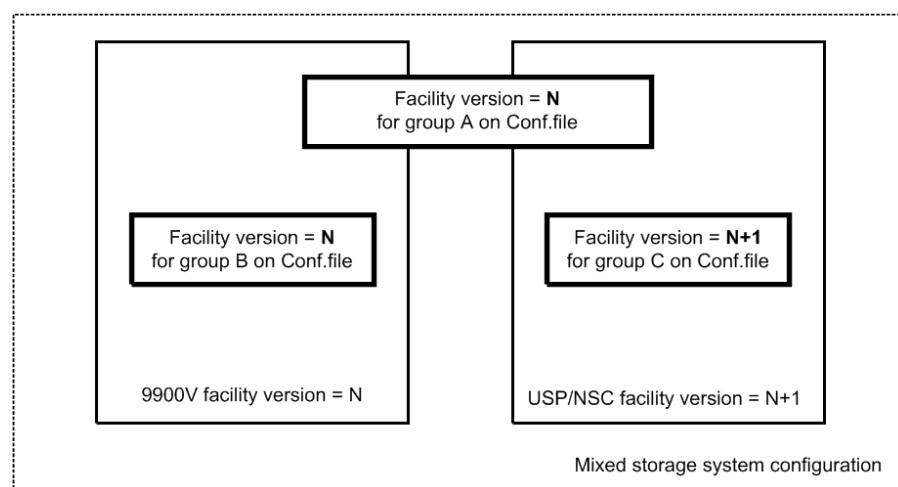 Facility version = N
for group A on Conf.file
Facility version = N
for group B on Conf.file
Facility version = N+1
for group C on Conf.file
9900V facility version = N
USP/NSC facility version = N+1
Mixed storage system configuration